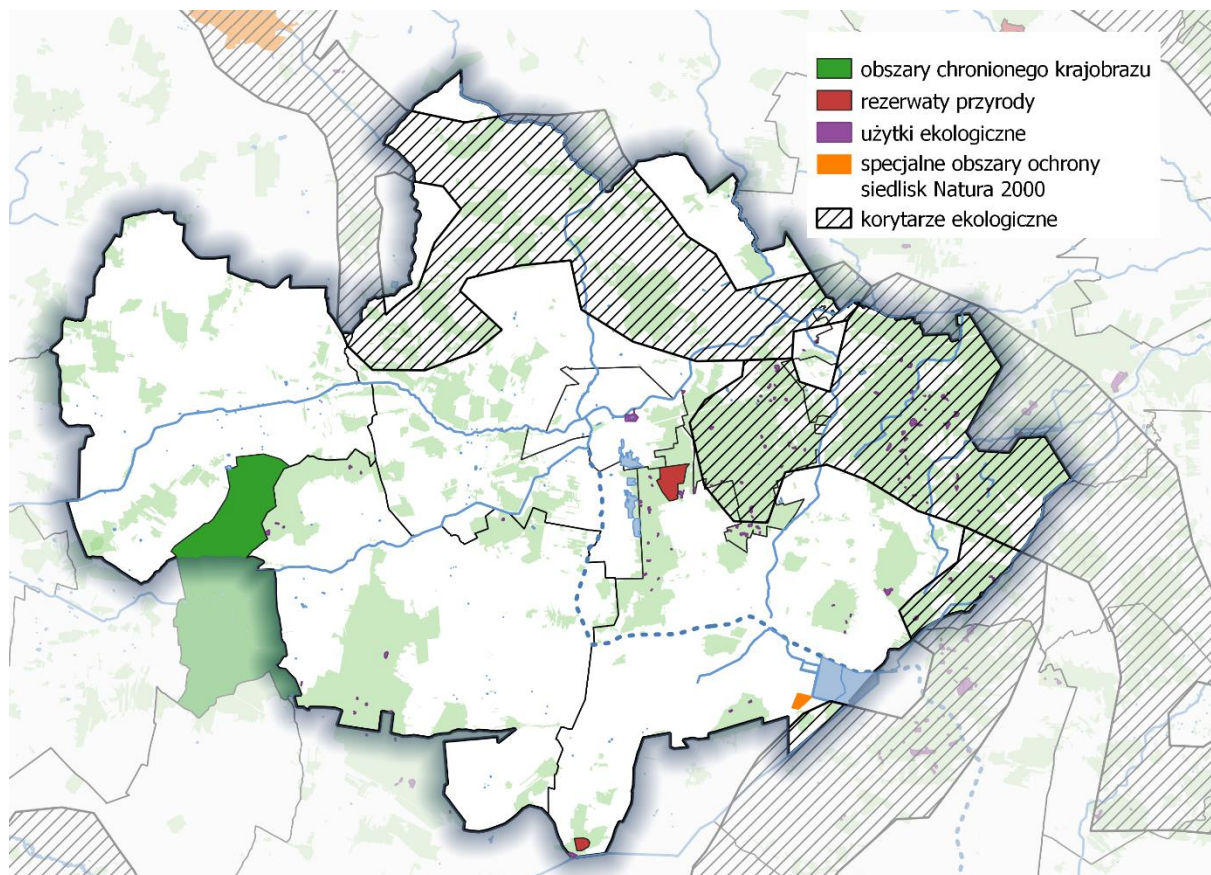 obszary chronionego krajobrazu
rezerwaty przyrody
użytki ekologiczne
specjalne obszary ochrony
siedlisk Natura 2000
korytarze ekologiczne